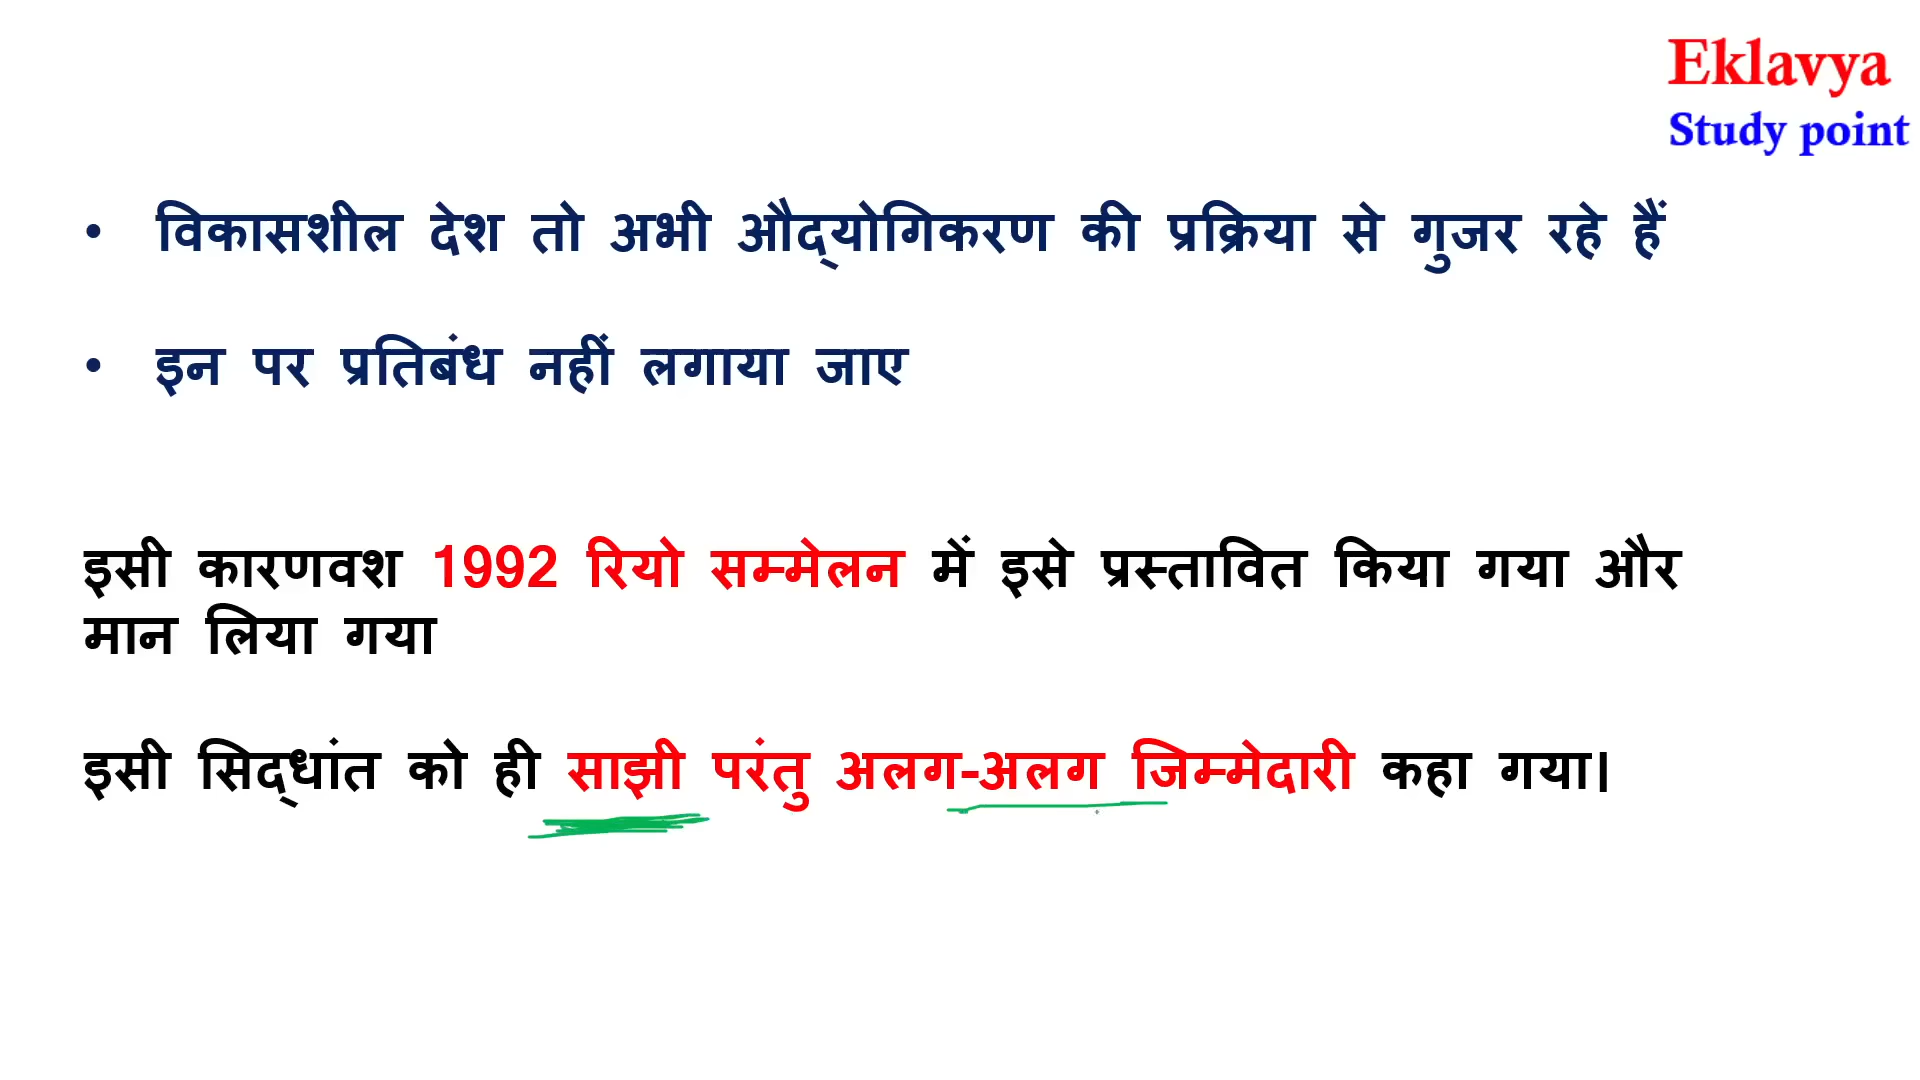 Eklavya
Study point
• विकासशील देश तो अभी औद्योगिकरण की प्रक्रिया से गुजर रहे हैं
• इन पर प्रतिबंध नहीं लगाया जाए
इसी कारणवश 1992 रियो सम्मेलन में इसे प्रस्तावित किया गया और
मान लिया गया
इसी सिद्धांत को ही साझी परंतु अलग-अलग जिम्मेदारी कहा गया।